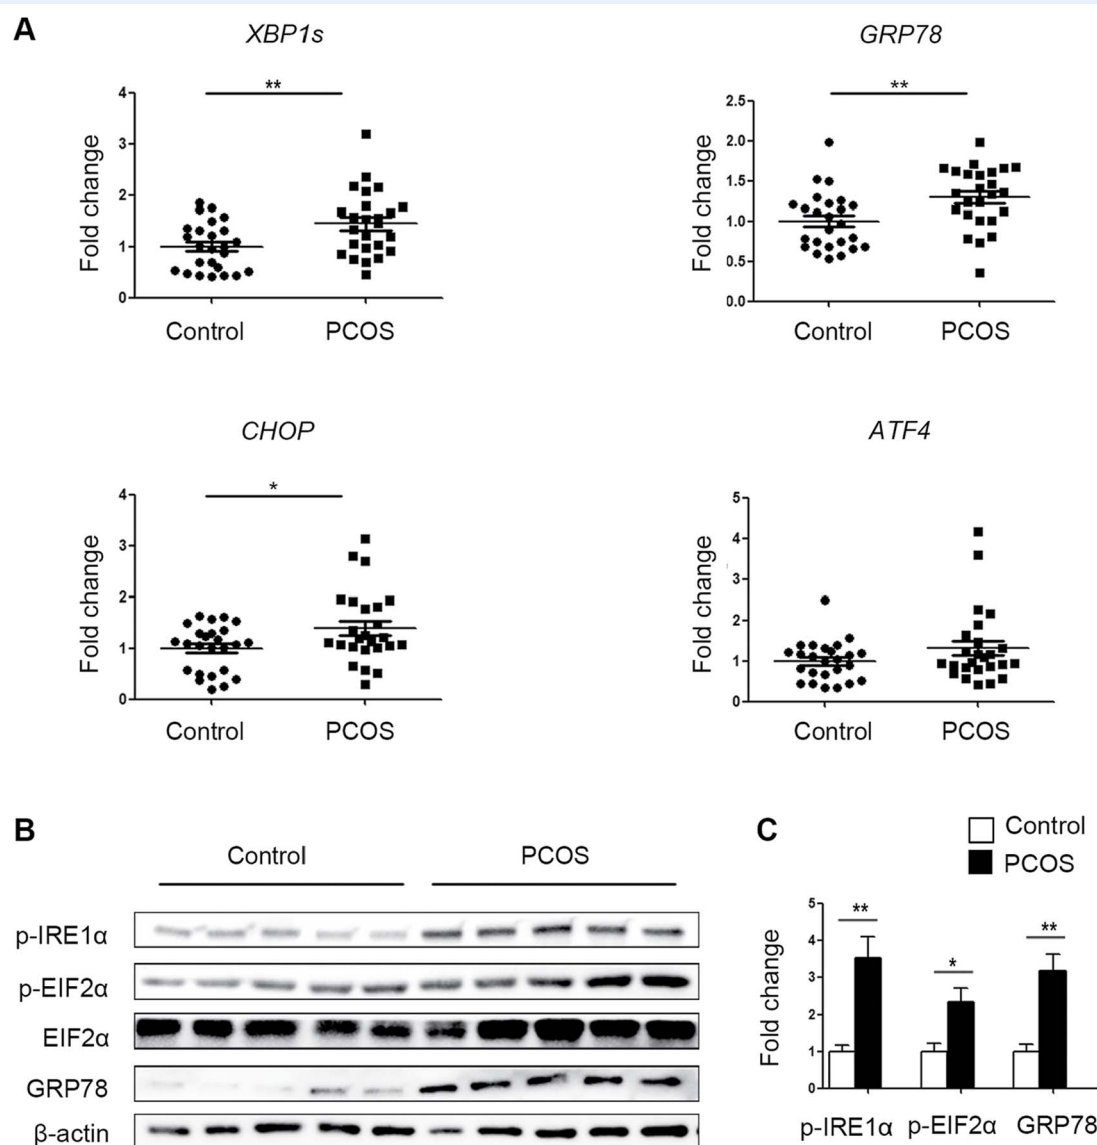 A
XBP1s
GRP78
**
**
4
3
2
1
0
Fold change
Control
PCOS
2.5
2.0
1.5
1.0
0.5
0.0
Fold change
Control
PCOS
CHOP
ATF4
*
4
3
2
1
0
Fold change
Control
PCOS
5
4
3
2
1
0
Fold change
Control
PCOS
B
Control
PCOS
p-IRE1α
p-EIF2α
EIF2α
GRP78
β-actin
C
Control
PCOS
5
4
3
2
1
0
Fold change
**
*
**
p-IRE1α p-EIF2α GRP78